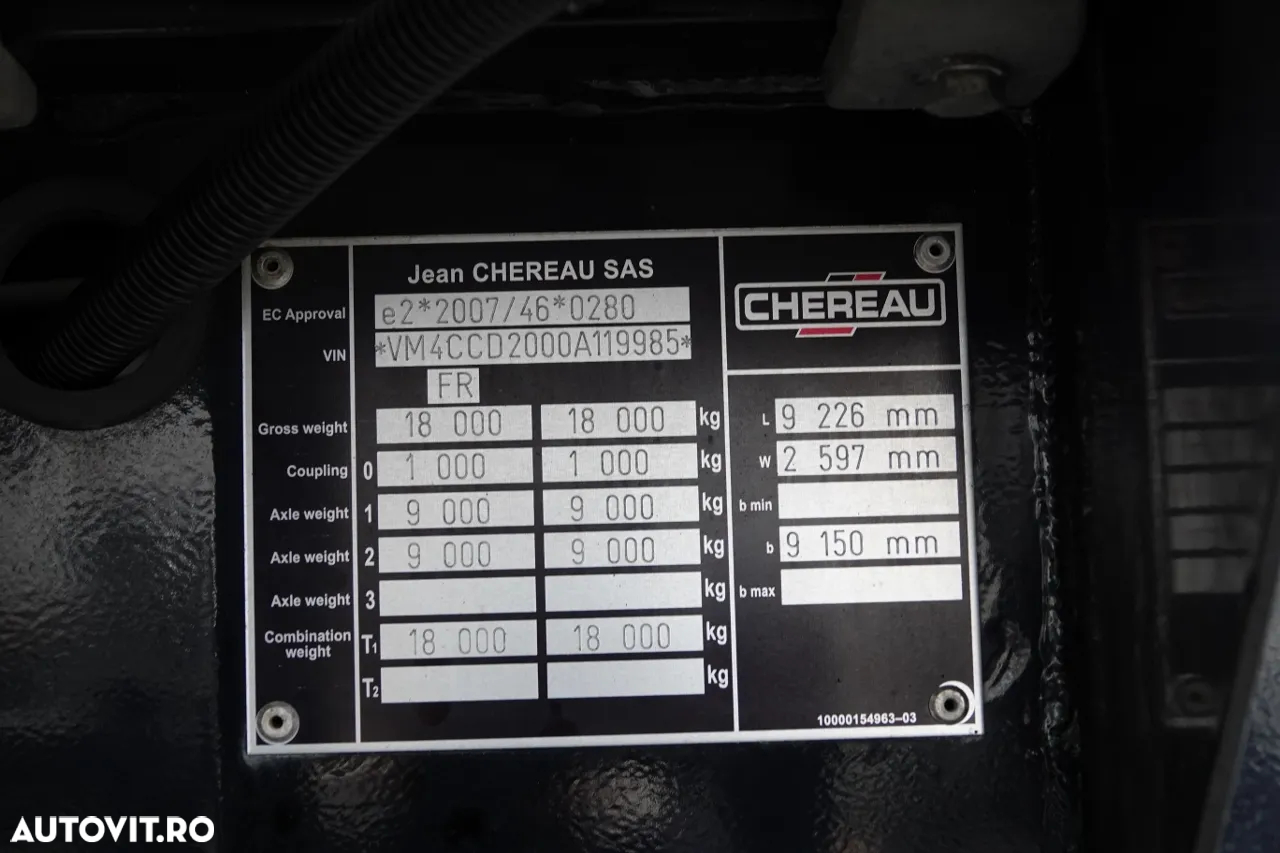 Jean CHEREAU SAS
EC Approval e2*2007/46*0280
VIN *VM4CCD2000A119985*
FR
Gross weight 18 000 18 000 kg
Coupling 0 1 000 1 000 kg
Axle weight 1 9 000 9 000 kg
Axle weight 2 9 000 9 000 kg
Axle weight 3 kg
Combination weight T1 18 000 18 000 kg
T2 kg
CHEREAU
L 9 226 mm
W 2 597 mm
b min
b 9 150 mm
b max
10000154963-03
AUTOVIT.RO